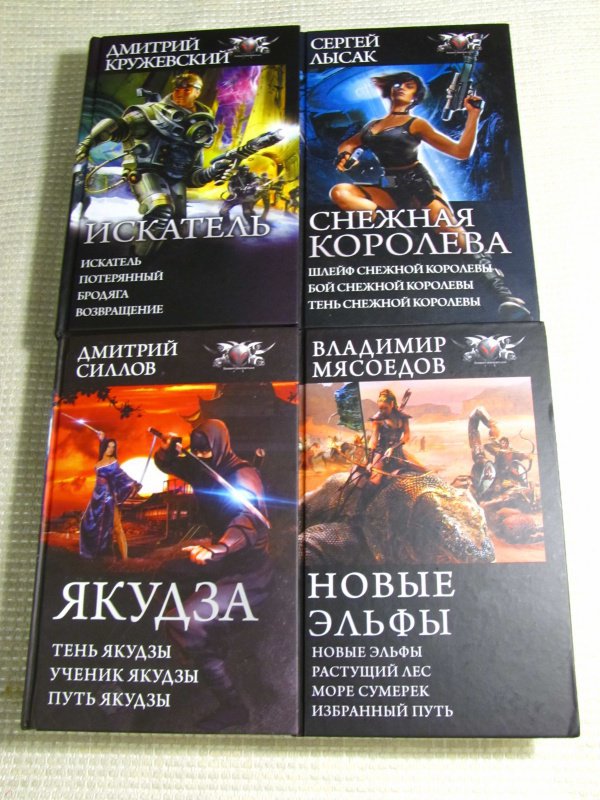 ДМИТРИЙ
КРУЖЕВСКИЙ
ИСКАТЕЛЬ
ИСКАТЕЛЬ
ПОТЕРЯННЫЙ
БРОДЯГА
ВОЗВРАЩЕНИЕ
СЕРГЕЙ
ЛЫСАК
СНЕЖНАЯ
КОРОЛЕВА
ШЛЕЙФ СНЕЖНОЙ КОРОЛЕВЫ
БОЙ СНЕЖНОЙ КОРОЛЕВЫ
ТЕНЬ СНЕЖНОЙ КОРОЛЕВЫ
ДМИТРИЙ
СИЛЛОВ
ЯКУДЗА
ТЕНЬ ЯКУДЗЫ
УЧЕНИК ЯКУДЗЫ
ПУТЬ ЯКУДЗЫ
ВЛАДИМИР
МЯСОЕДОВ
НОВЫЕ
ЭЛЬФЫ
НОВЫЕ ЭЛЬФЫ
РАСТУЩИЙ ЛЕС
МОРЕ СУМЕРЕК
ИЗБРАННЫЙ ПУТЬ